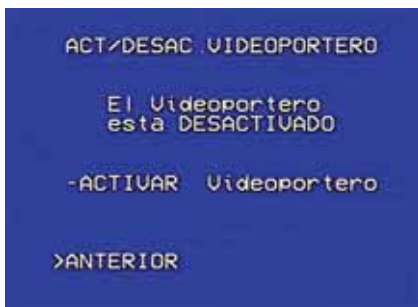 ACT/DESAC.VIDEOPORTERO
El Videoportero
esta DESACTIVADO
-ACTIVAR Videoportero
>ANTERIOR